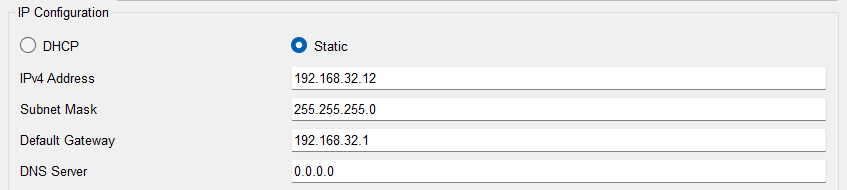 IP Configuration
DHCP Static
IPv4 Address 192.168.32.12
Subnet Mask 255.255.255.0
Default Gateway 192.168.32.1
DNS Server 0.0.0.0